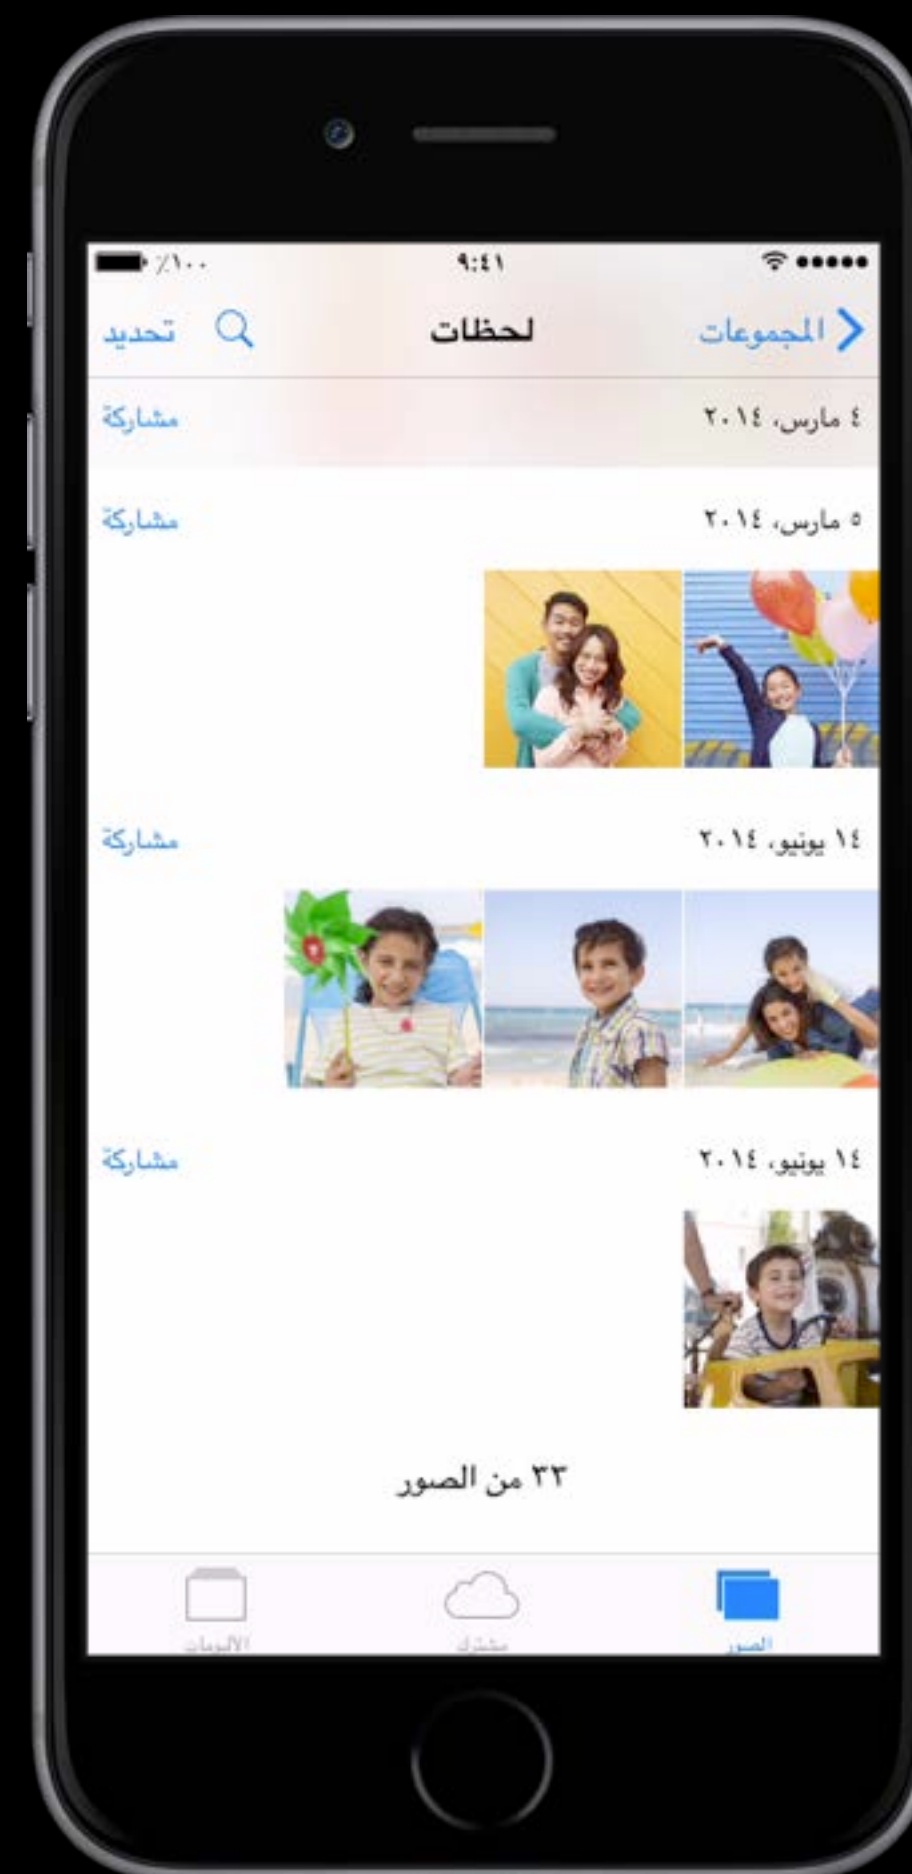 ●●●●● ٩:٤١ ٪١٠٠
المجموعات لحظات تحديد
٤ مارس، ٢٠١٤ مشاركة
٥ مارس، ٢٠١٤ مشاركة
١٤ يونيو، ٢٠١٤ مشاركة
١٤ يونيو، ٢٠١٤ مشاركة
٣٣ من الصور
الصور مشترك الألبومات